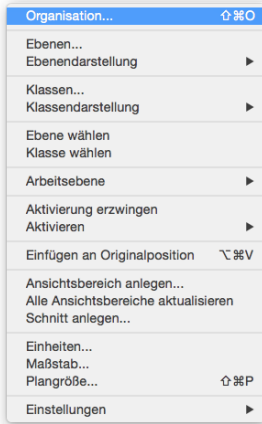 Organisation... ⇧⌘O
Ebenen...
Ebenendarstellung ▶
Klassen...
Klassendarstellung ▶
Ebene wählen
Klasse wählen
Arbeitsebene ▶
Aktivierung erzwingen
Aktivieren ▶
Einfügen an Originalposition ⌥⌘V
Ansichtsbereich anlegen...
Alle Ansichtsbereiche aktualisieren
Schnitt anlegen...
Einheiten...
Maßstab...
Plangröße... ⇧⌘P
Einstellungen ▶